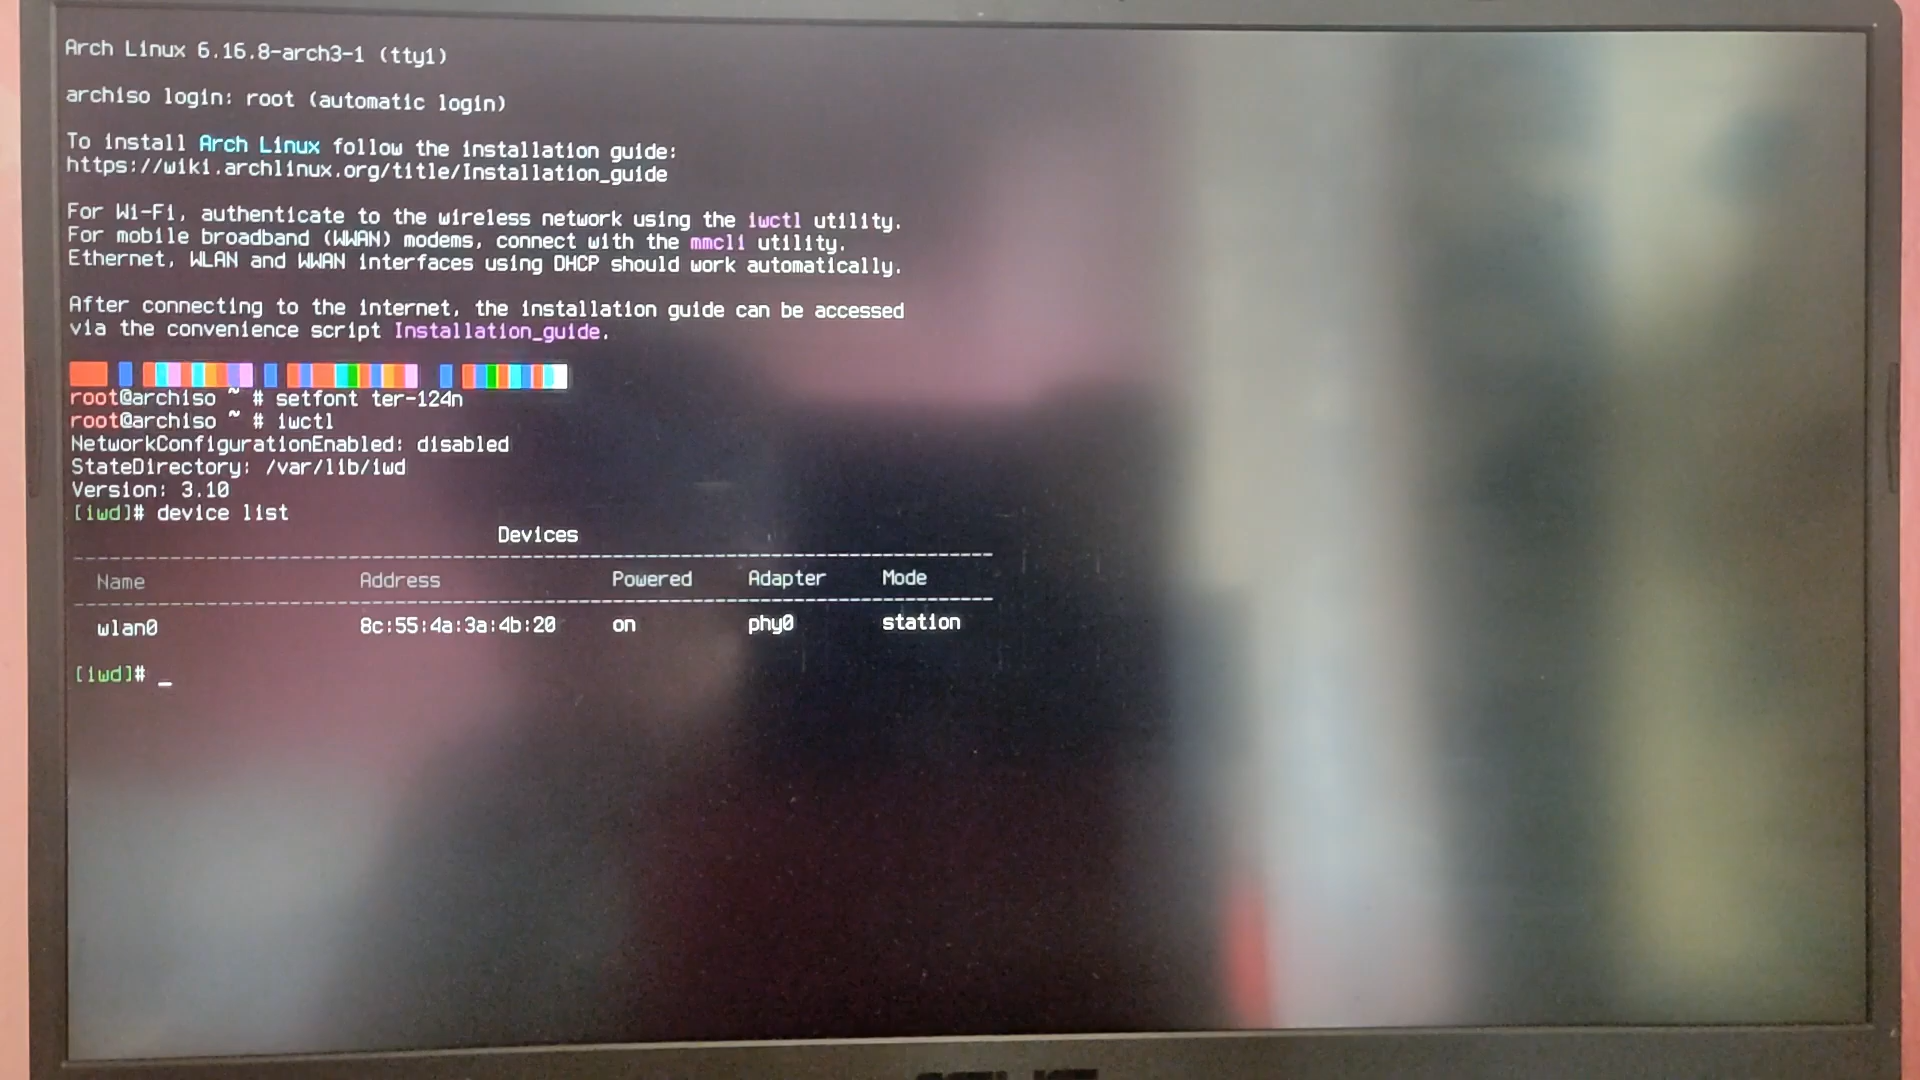 Arch Linux 6.16.8-arch3-1 (tty1)
archiso login: root (automatic login)
To install Arch Linux follow the installation guide:
https://wiki.archlinux.org/title/Installation_guide
For Wi-Fi, authenticate to the wireless network using the iwctl utility.
For mobile broadband (WWAN) modems, connect with the mmcli utility.
Ethernet, WLAN and WWAN interfaces using DHCP should work automatically.
After connecting to the internet, the installation guide can be accessed
via the convenience script Installation_guide.
root@archiso ~ # setfont ter-124n
root@archiso ~ # iwctl
NetworkConfigurationEnabled: disabled
StateDirectory: /var/lib/iwd
Version: 3.10
[iwd]# device list
Devices
Name Address Powered Adapter Mode
wlan0 8c:55:4a:3a:4b:20 on phy0 station
[iwd]# _